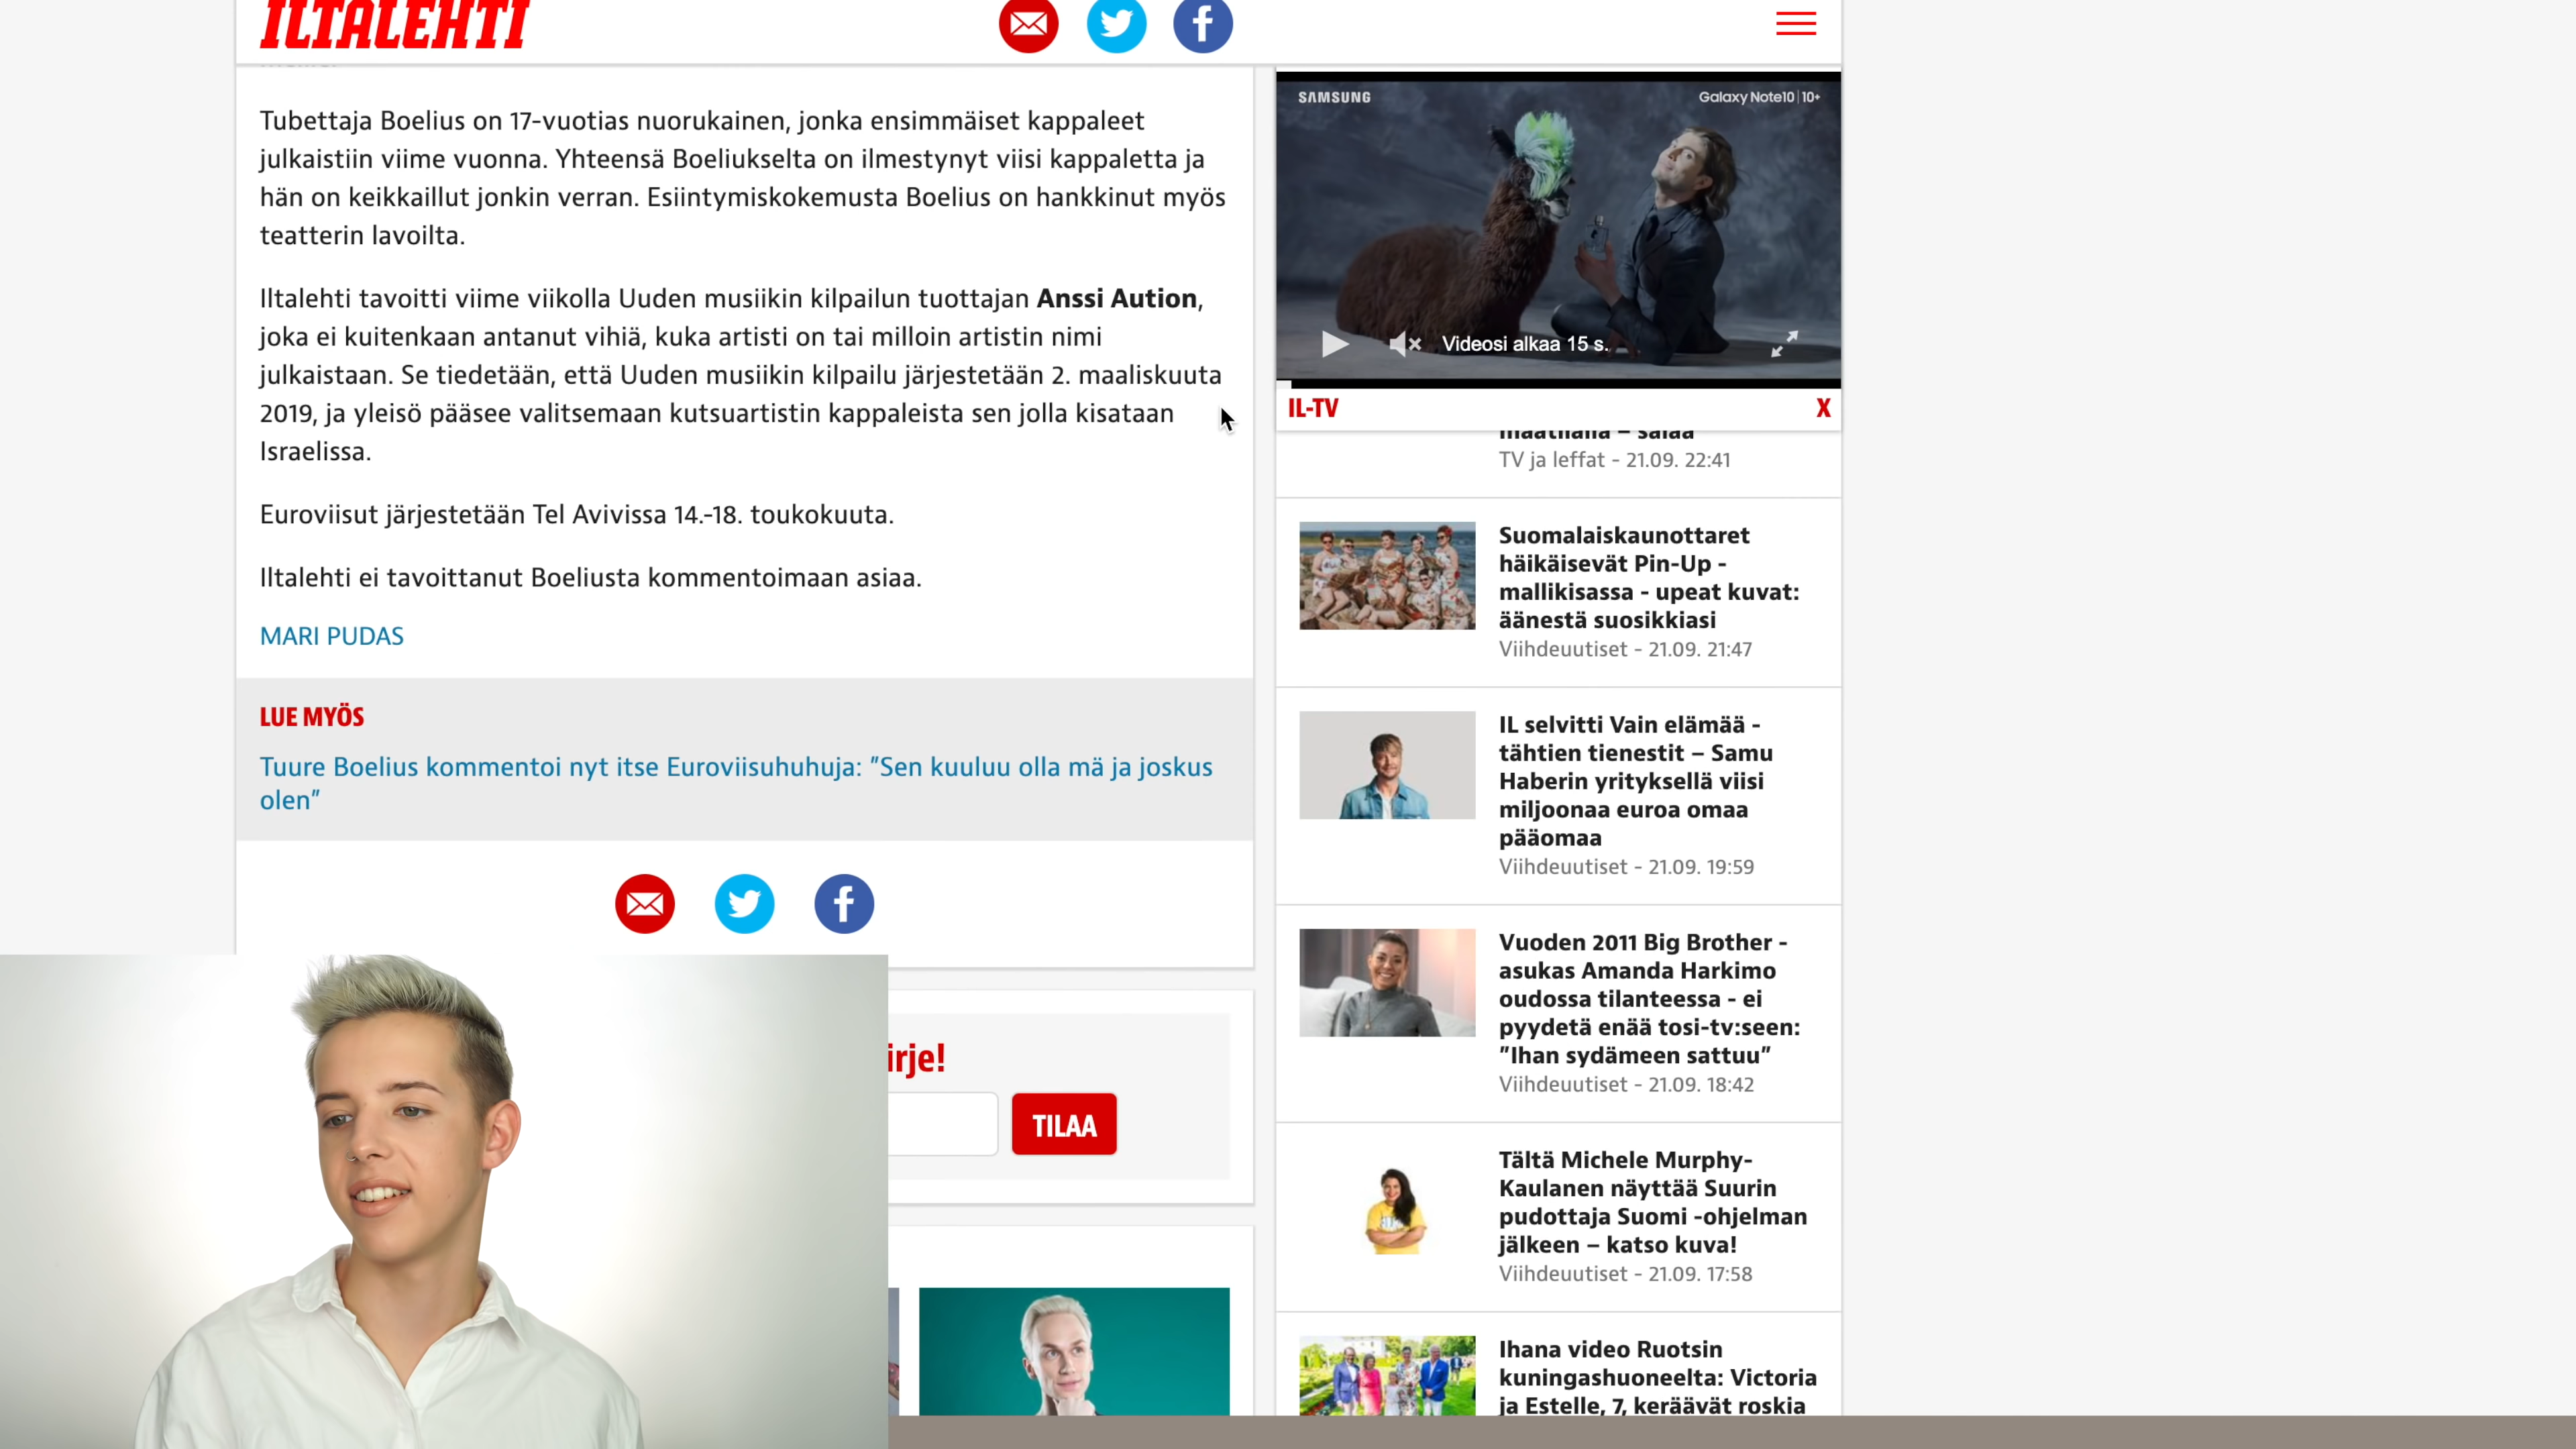 ILTALEHTI
Tubettaja Boelius on 17-vuotias nuorukainen, jonka ensimmäiset kappaleet
julkaistiin viime vuonna. Yhteensä Boeliukselta on ilmestynyt viisi kappaletta ja
hän on keikkaillut jonkin verran. Esiintymiskokemusta Boelius on hankkinut myös
teatterin lavoilta.
Iltalehti tavoitti viime viikolla Uuden musiikin kilpailun tuottajan Anssi Aution,
joka ei kuitenkaan antanut vihiä, kuka artisti on tai milloin artistin nimi
julkaistaan. Se tiedetään, että Uuden musiikin kilpailu järjestetään 2. maaliskuuta
2019, ja yleisö pääsee valitsemaan kutsuartistin kappaleista sen jolla kisataan
Israelissa.
Euroviisut järjestetään Tel Avivissa 14.-18. toukokuuta.
Iltalehti ei tavoittanut Boeliusta kommentoimaan asiaa.
MARI PUDAS
LUE MYÖS
Tuure Boelius kommentoi nyt itse Euroviisuhuhuja: ”Sen kuuluu olla mä ja joskus
olen”
irje!
TILAA
SAMSUNG
Galaxy Note10 | 10+
Videosi alkaa 15 s.
IL-TV X
maatilalla – salaa
TV ja leffat - 21.09. 22:41
Suomalaiskaunottaret
häikäisevät Pin-Up -
mallikisassa - upeat kuvat:
äänestä suosikkiasi
Viihdeuutiset - 21.09. 21:47
IL selvitti Vain elämää -
tähtien tienestit – Samu
Haberin yrityksellä viisi
miljoonaa euroa omaa
pääomaa
Viihdeuutiset - 21.09. 19:59
Vuoden 2011 Big Brother -
asukas Amanda Harkimo
oudossa tilanteessa - ei
pyydetä enää tosi-tv:seen:
”Ihan sydämeen sattuu”
Viihdeuutiset - 21.09. 18:42
Tältä Michele Murphy-
Kaulanen näyttää Suurin
pudottaja Suomi -ohjelman
jälkeen – katso kuva!
Viihdeuutiset - 21.09. 17:58
Ihana video Ruotsin
kuningashuoneelta: Victoria
ja Estelle, 7, keräävät roskia